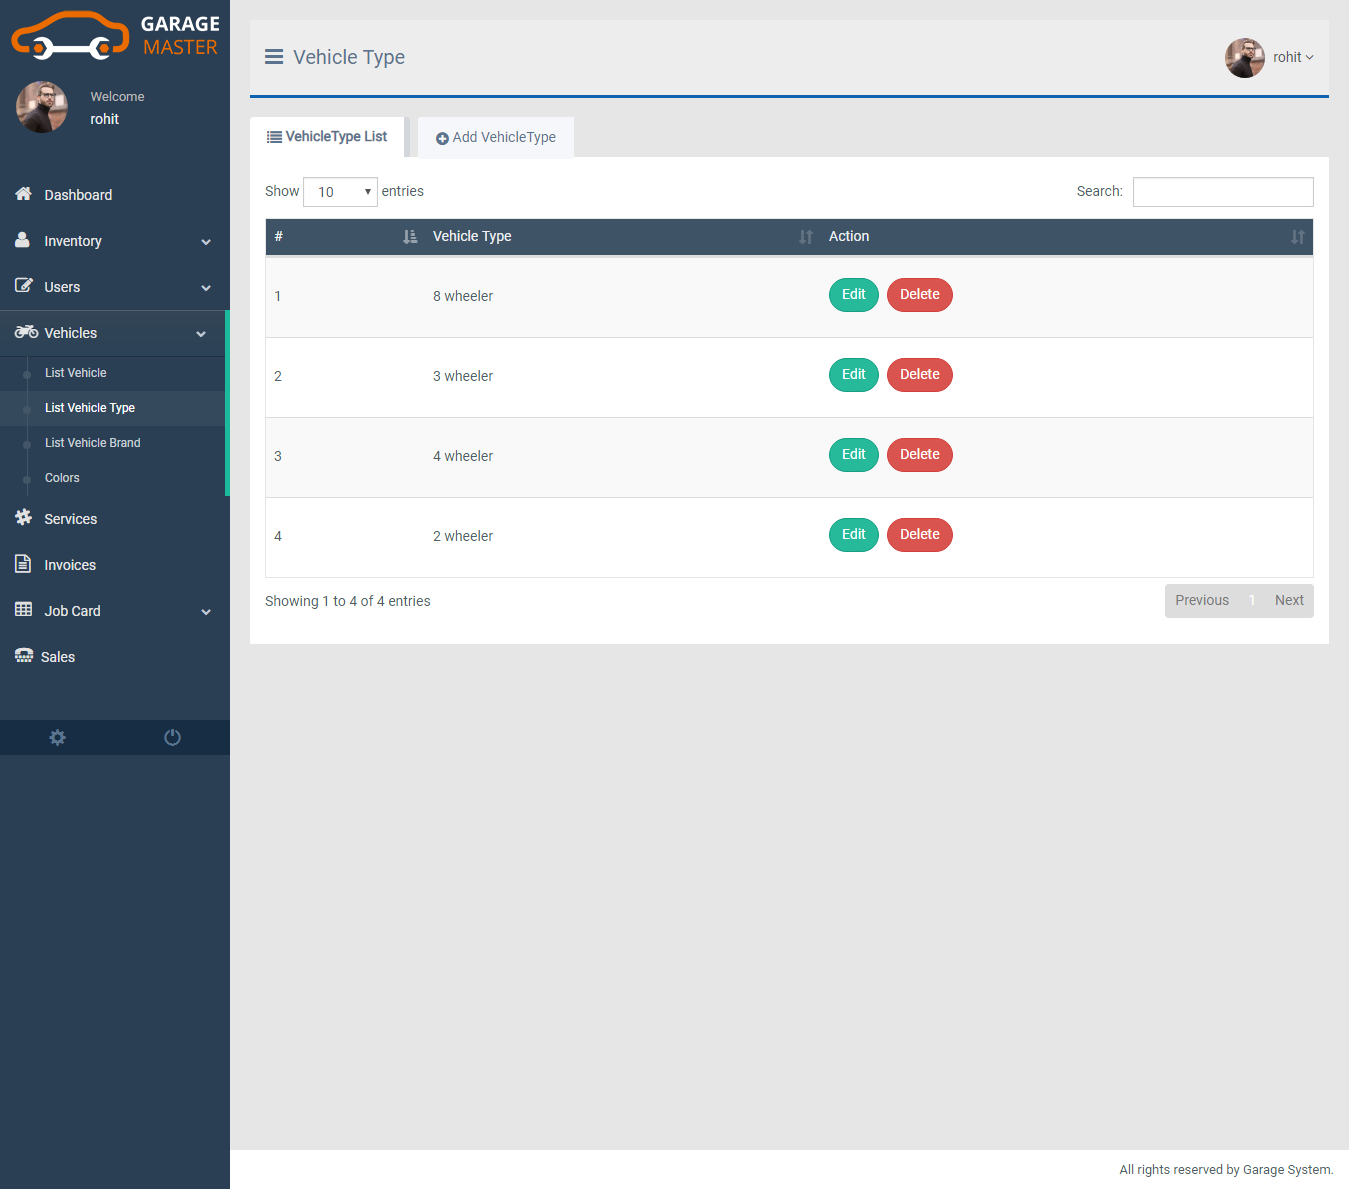 GARAGE
MASTER
Welcome
rohit
Dashboard
Inventory
Users
Vehicles
List Vehicle
List Vehicle Type
List Vehicle Brand
Colors
Services
Invoices
Job Card
Sales
Vehicle Type
rohit
VehicleType List
Add VehicleType
Show 10 entries
Search:
# Vehicle Type Action
1 8 wheeler Edit Delete
2 3 wheeler Edit Delete
3 4 wheeler Edit Delete
4 2 wheeler Edit Delete
Showing 1 to 4 of 4 entries
Previous 1 Next
All rights reserved by Garage System.